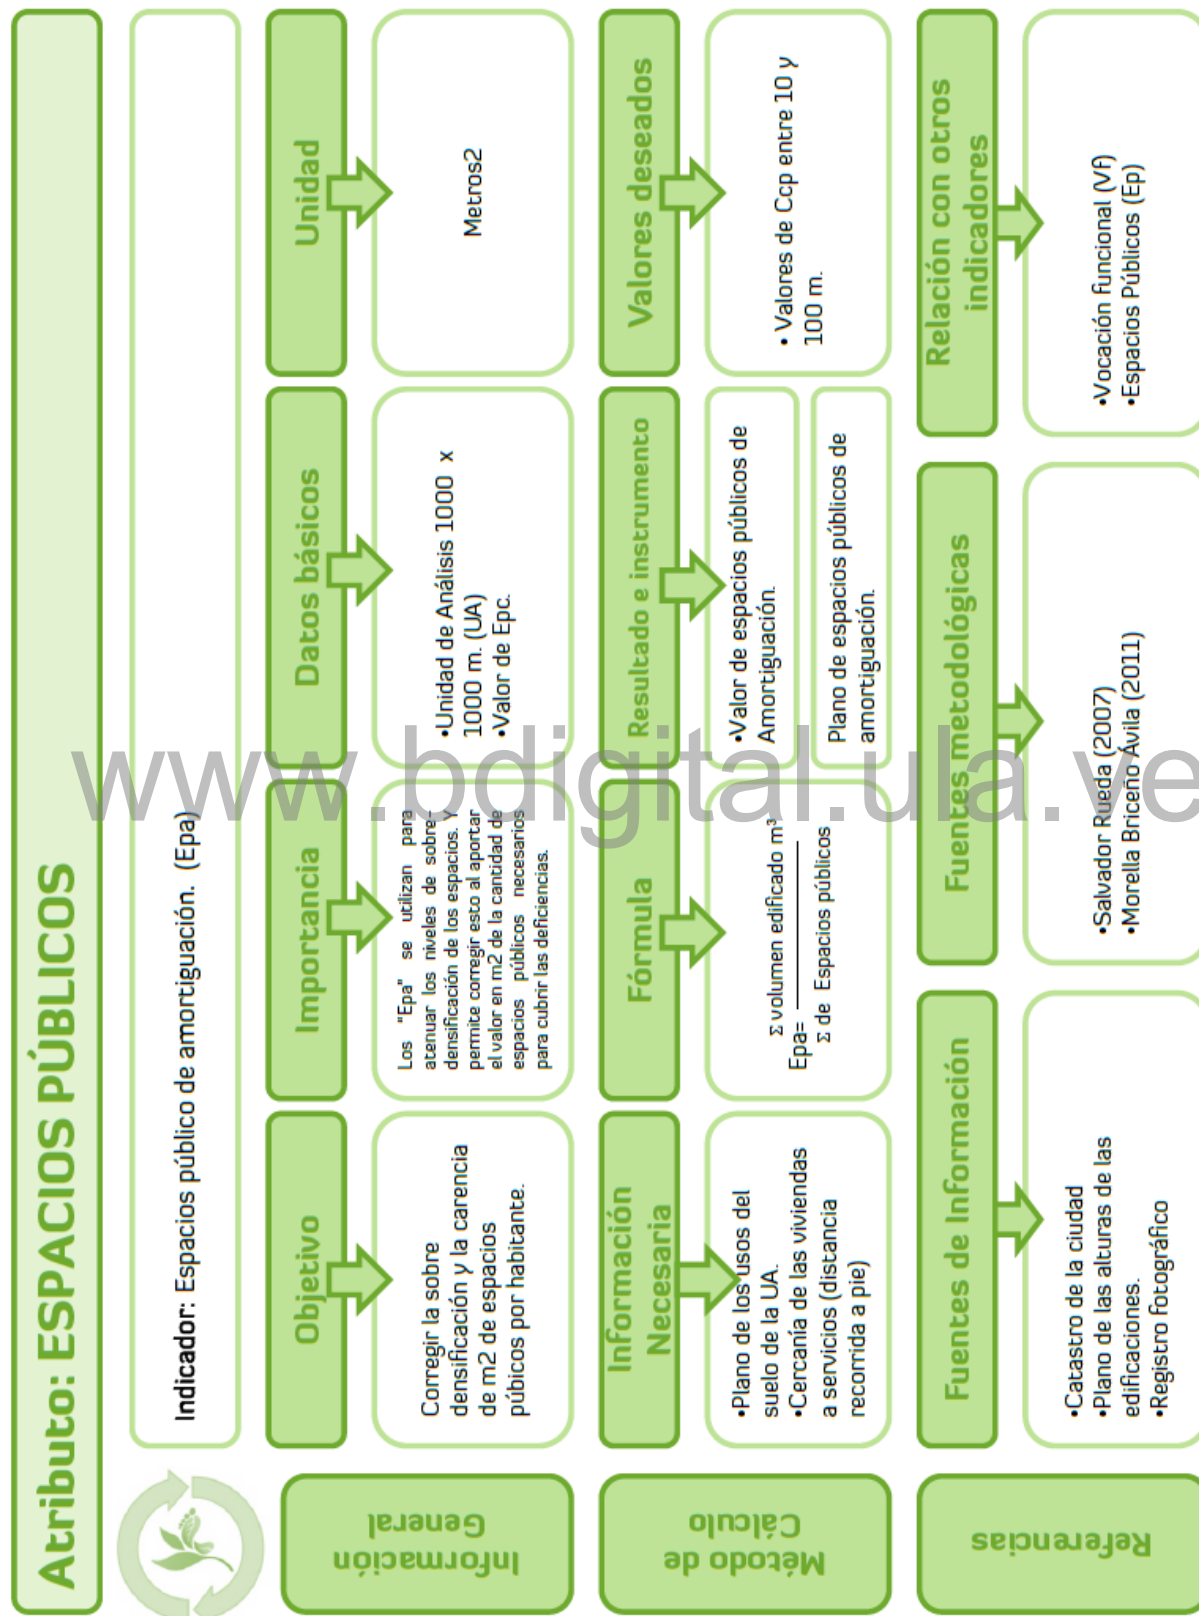 Atributo: ESPACIOS PÚBLICOS
Indicador: Espacios público de amortiguación. (Epa)
Información
General
Objetivo
Corregir la sobre
densificación y la carencia
de m2 de espacios
púbicos por habitante.
Importancia
Los "Epa" se utilizan para
atenuar los niveles de sobre
densificación de los espacios. Y
permite corregir esto al aportar
el valor en m2 de la cantidad de
espacios públicos necesarios
para cubrir las deficiencias.
Datos básicos
•Unidad de Análisis 1000 x
1000 m. (UA)
•Valor de Epc.
Unidad
Metros2
Método de
Cálculo
Información
Necesaria
•Plano de los usos del
suelo de la UA.
•Cercanía de las viviendas
a servicios (distancia
recorrida a pie)
Fórmula
Σ volumen edificado m³
Epa=
Σ de Espacios públicos
Resultado e instrumento
•Valor de espacios públicos de
Amortiguación.
Plano de espacios públicos de
amortiguación.
Valores deseados
• Valores de Ccp entre 10 y
100 m.
Referencias
Fuentes de Información
•Catastro de la ciudad
•Plano de las alturas de las
edificaciones.
•Registro fotográfico
Fuentes metodológicas
•Salvador Rueda (2007)
•Morella Briceño Ávila (2011)
Relación con otros
indicadores
•Vocación funcional (Vf)
•Espacios Públicos (Ep)
www.bdigital.ula.ve